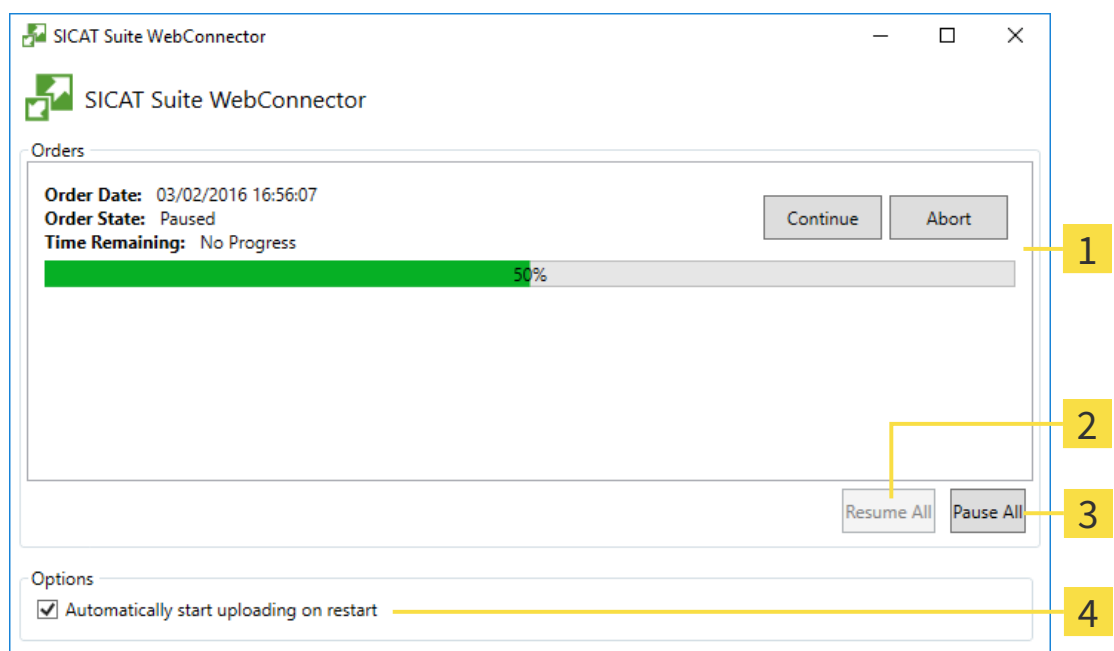 SICAT Suite WebConnector
SICAT Suite WebConnector
Orders
Order Date: 03/02/2016 16:56:07
Order State: Paused
Time Remaining: No Progress
Continue Abort
1
50%
2
Resume All Pause All
3
Options
Automatically start uploading on restart
4